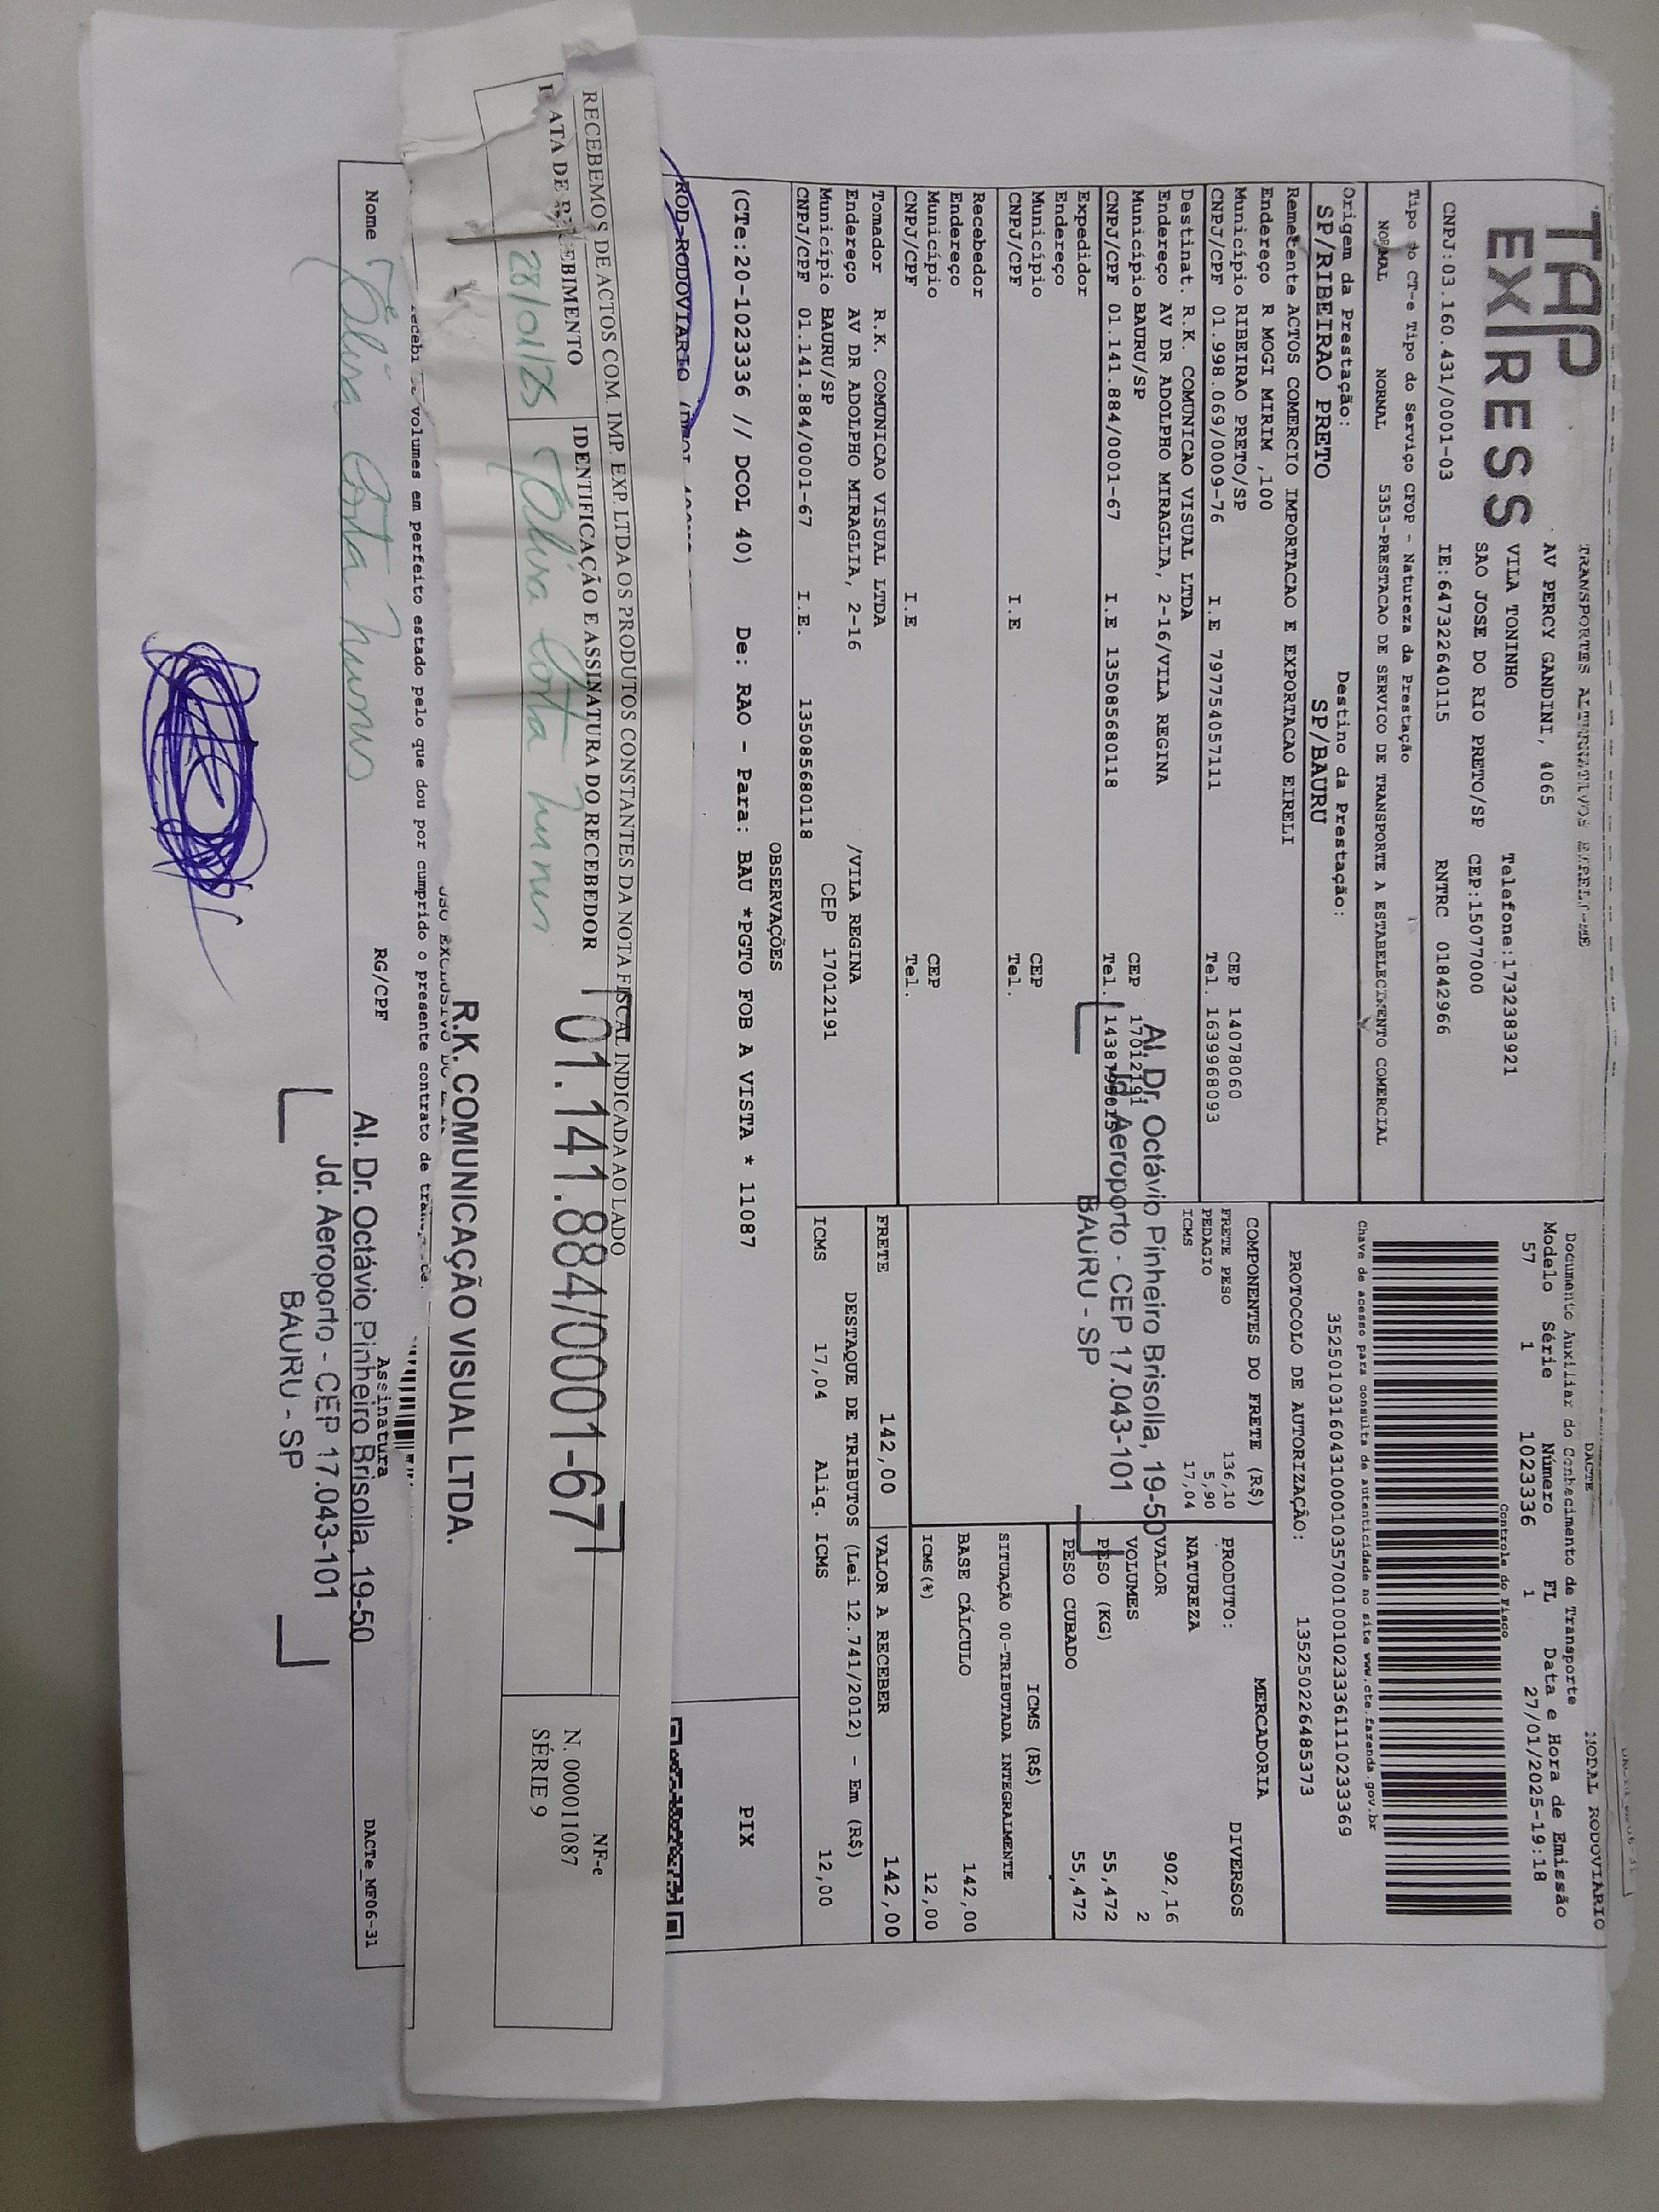 TAP
EXPRESS
TRANSPORTES ALTERNATIVOS EIRELI-ME
AV PERCY GANDINI, 4065
VILA TONINHO Telefone:1732383921
SAO JOSE DO RIO PRETO/SP CEP:15077000
CNPJ:03.160.431/0001-03 IE:647322640115 RNTRC 01842966
Tipo do CT-e Tipo do Serviço CFOP - Natureza da Prestação
NORMAL NORMAL 5353-PRESTACAO DE SERVICO DE TRANSPORTE A ESTABELECIMENTO COMERCIAL
Origem da Prestação: Destino da Prestação:
SP/RIBEIRAO PRETO SP/BAURU
Remetente ACTOS COMERCIO IMPORTACAO E EXPORTACAO EIRELI
Endereço R MOGI MIRIM ,100
Município RIBEIRAO PRETO/SP CEP 14078060
CNPJ/CPF 01.998.069/0009-76 I.E 797754057111 Tel. 1639968093
Destinat. R.K. COMUNICAO VISUAL LTDA
Endereço AV DR ADOLPHO MIRAGLIA, 2-16/VILA REGINA
Município BAURU/SP CEP 17012191
CNPJ/CPF 01.141.884/0001-67 I.E 135085680118 Tel.
Al. Dr. Octávio Pinheiro Brisolla, 19-50
Jd. Aeroporto - CEP 17.043-101
BAURU - SP
Expedidor
Endereço
Município CEP
CNPJ/CPF I.E Tel.
Recebedor
Endereço
Município CEP
CNPJ/CPF I.E Tel.
Tomador R.K. COMUNICAO VISUAL LTDA
Endereço AV DR ADOLPHO MIRAGLIA, 2-16 /VILA REGINA
Município BAURU/SP CEP 17012191
CNPJ/CPF 01.141.884/0001-67 I.E. 135085680118
DACTE
MODAL RODOVIÁRIO
Documento Auxiliar do Conhecimento de Transporte
Modelo Série Número FL Data e Hora de Emissão
57 1 1023336 1 27/01/2025-19:18
Controle do Fisco
Chave de acesso para consulta de autenticidade no site www.cte.fazenda.gov.br
35250103160431000103570010010233361110233369
PROTOCOLO DE AUTORIZAÇÃO: 135250226485373
COMPONENTES DO FRETE (R$)
FRETE PESO 136,10
PEDAGIO 5,90
ICMS 17,04
MERCADORIA
PRODUTO: DIVERSOS
NATUREZA
VALOR 902,16
VOLUMES 2
PESO (KG) 55,472
PESO CUBADO 55,472
ICMS (R$)
SITUAÇÃO 00-TRIBUTADA INTEGRALMENTE
BASE CÁLCULO 142,00
ICMS(%) 12,00
FRETE 142,00 VALOR A RECEBER 142,00
DESTAQUE DE TRIBUTOS (Lei 12.741/2012) - Em (R$)
ICMS 17,04 Aliq. ICMS 12,00
OBSERVAÇÕES
(CTe:20-1023336 // DCOL 40) De: RAO - Para: BAU *PGTO FOB A VISTA * 11087
PIX
ROD>RODOVIARIO
RECEBEMOS DE ACTOS COM. IMP. EXP. LTDA OS PRODUTOS CONSTANTES DA NOTA FISCAL INDICADA AO LADO
ATA DE RECEBIMENTO IDENTIFICAÇÃO E ASSINATURA DO RECEBEDOR
28/01/25
01.141.884/0001-67
NF-e
N. 000011087
SÉRIE 9
R.K. COMUNICAÇÃO VISUAL LTDA.
volumes em perfeito estado pelo que dou por cumprido o presente contrato de
Nome RG/CPF Assinatura DACTe_MF06-31
Al. Dr. Octávio Pinheiro Brisolla, 19-50
Jd. Aeroporto - CEP 17.043-101
BAURU - SP